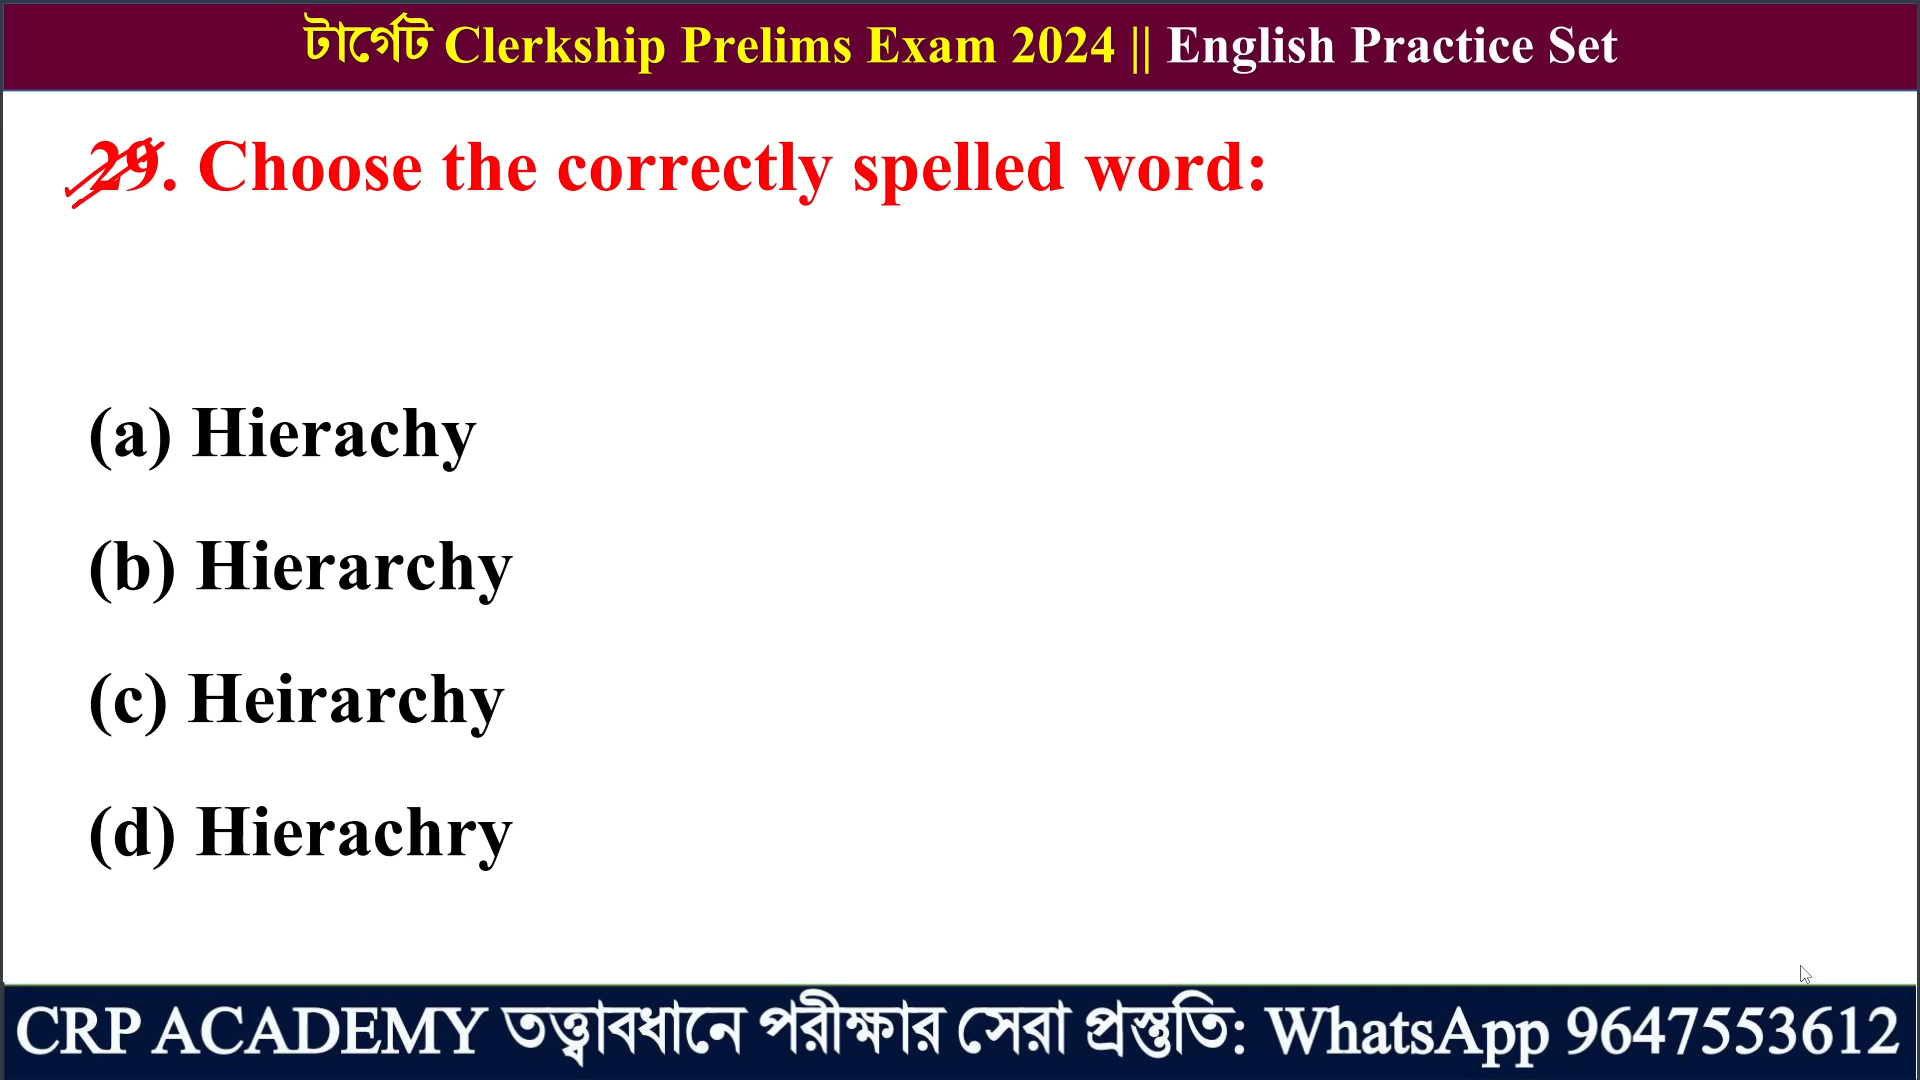 টার্গেট Clerkship Prelims Exam 2024 || English Practice Set
29. Choose the correctly spelled word:
(a) Hierachy
(b) Hierarchy
(c) Heirarchy
(d) Hierachry
CRP ACADEMY তত্ত্বাবধানে পরীক্ষার সেরা প্রস্তুতি: WhatsApp 9647553612